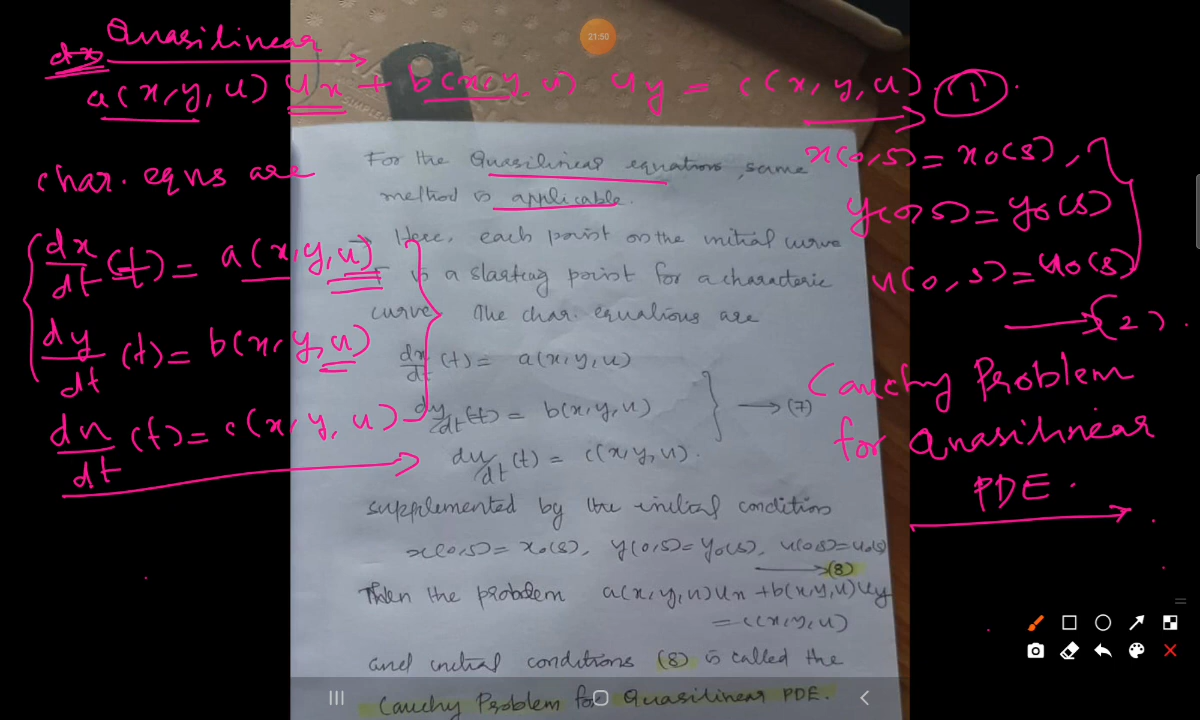 21:50
Quasilinear
dx
a(x,y,u) ux + b(x,y,u) uy = c(x,y,u). ①.
x(0,s) = x0(s),
y(0,s) = y0(s)
u(0,s) = u0(s)
→ (2).
char. eqns are
dx/dt (t) = a(x,y,u)
dy/dt (t) = b(x,y,u)
du/dt (t) = c(x,y,u)
Cauchy Problem
for quasilinear
PDE.
For the Quasilinear equations, same
method is applicable.
→ Here, each point on the initial curve
is a starting point for a characteric
curve. The char. equations are
dx/dt (t) = a(x,y,u)
dy/dt (t) = b(x,y,u) → (7)
du/dt (t) = c(x,y,u).
supplemented by the initial condition
x(0,s) = x0(s), y(0,s) = y0(s), u(0,s) = u0(s)
→ (8)
Then the problem a(x,y,u)ux + b(x,y,u)uy
= c(x,y,u)
and initial conditions (8) is called the
Cauchy Problem for Quasilinear PDE.